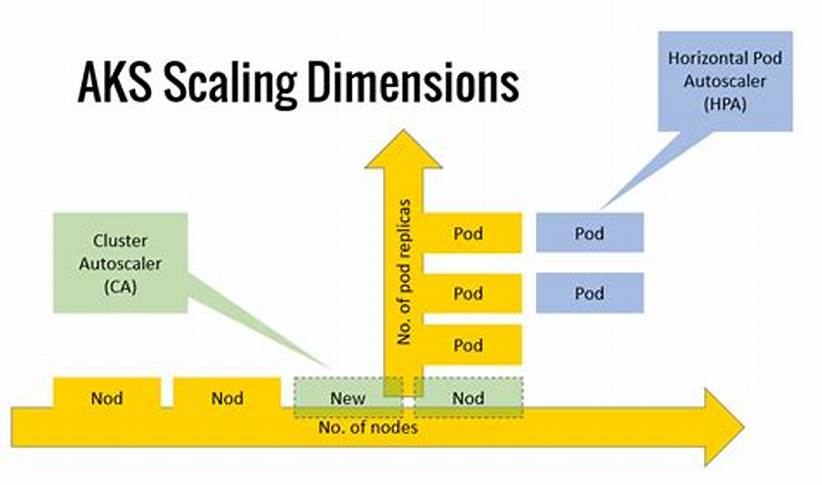 AKS Scaling Dimensions
Horizontal Pod
Autoscaler
(HPA)
Cluster
Autoscaler
(CA)
No. of pod replicas
Pod
Pod
Pod
Pod
Pod
Nod
Nod
New
Nod
No. of nodes